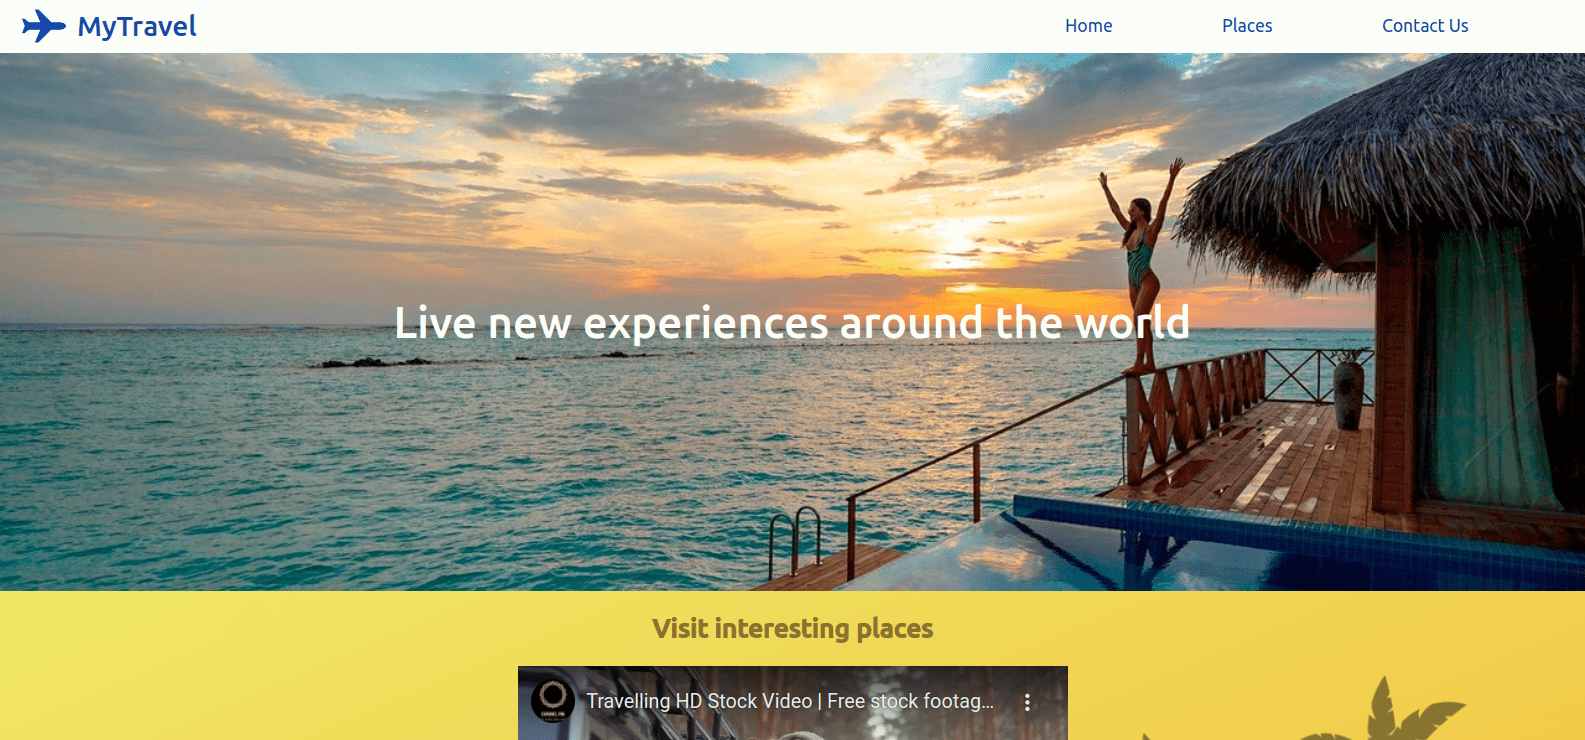 MyTravel
Home
Places
Contact Us
Live new experiences around the world
Visit interesting places
Travelling HD Stock Video | Free stock footag...